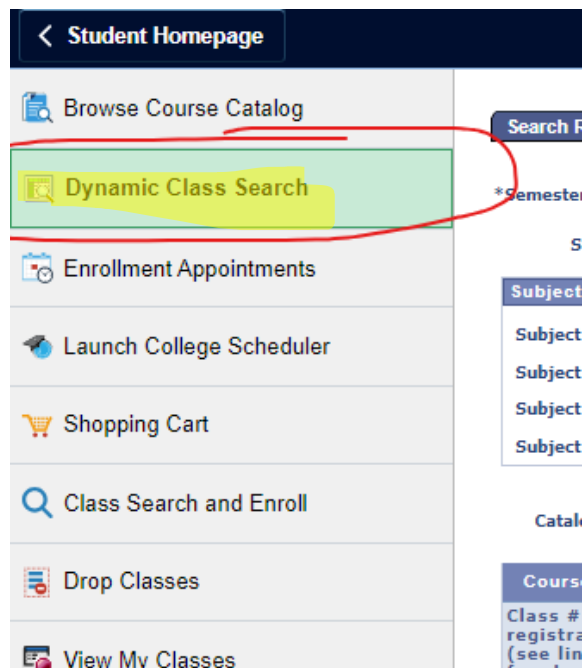 Student Homepage
Browse Course Catalog
Dynamic Class Search
Enrollment Appointments
Launch College Scheduler
Shopping Cart
Class Search and Enroll
Drop Classes
View My Classes
Search R
*Semester
S
Subject
Subject
Subject
Subject
Subject
Catal
Course
Class #
registra
(see lin